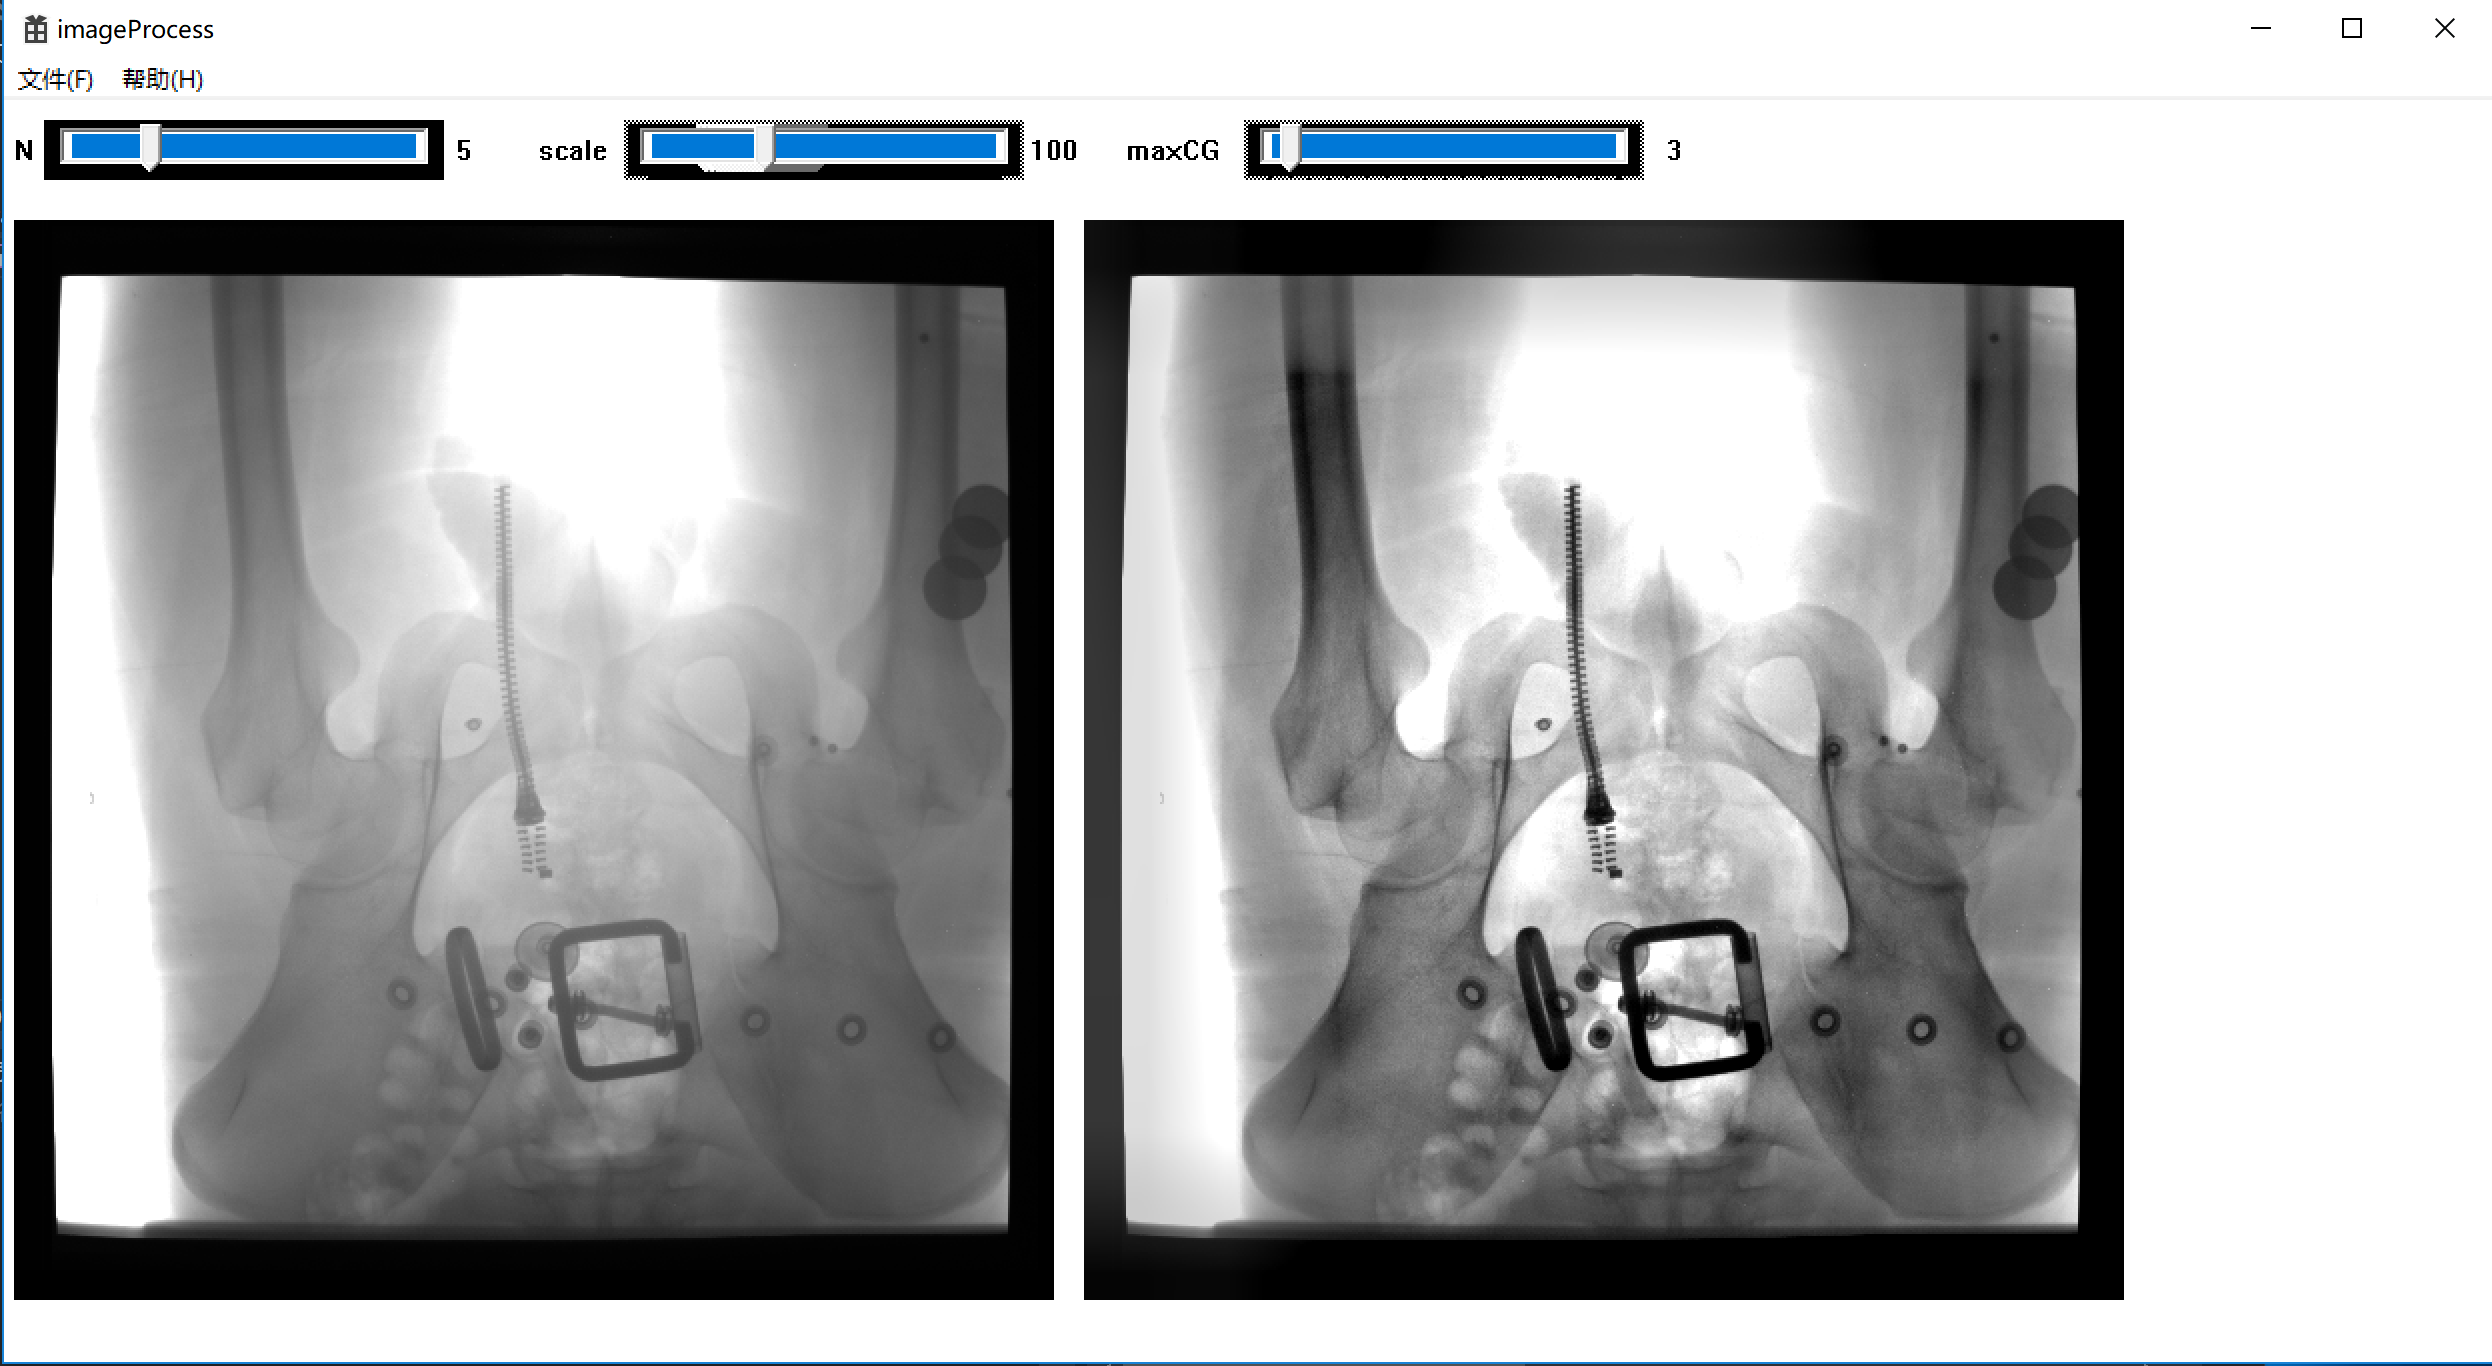 imageProcess
文件(F) 帮助(H)
N 5 scale 100 maxCG 3